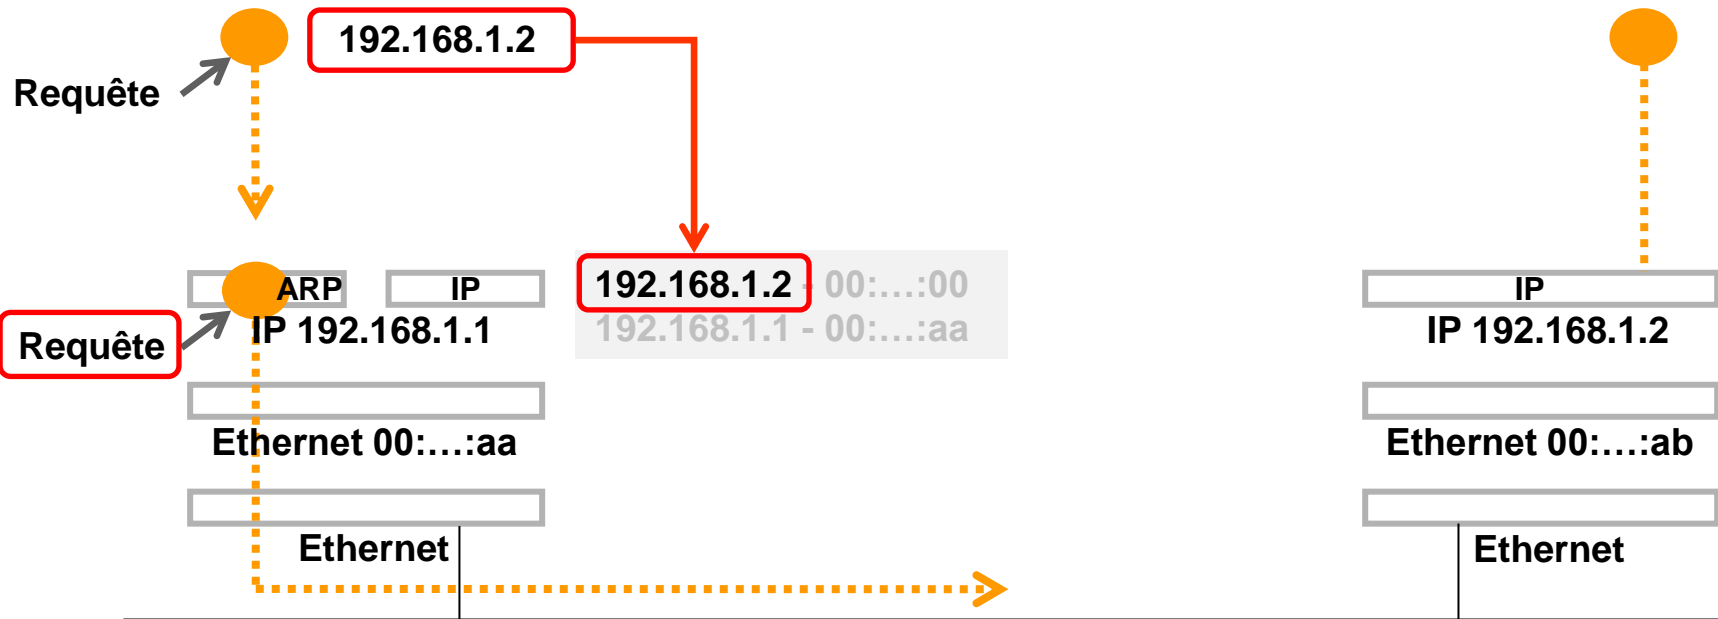 192.168.1.2
Requête
ARP
IP
192.168.1.2 - 00:…:00
IP
Requête
IP 192.168.1.1
192.168.1.1 - 00:…:aa
IP 192.168.1.2
Ethernet 00:…:aa
Ethernet 00:…:ab
Ethernet
Ethernet